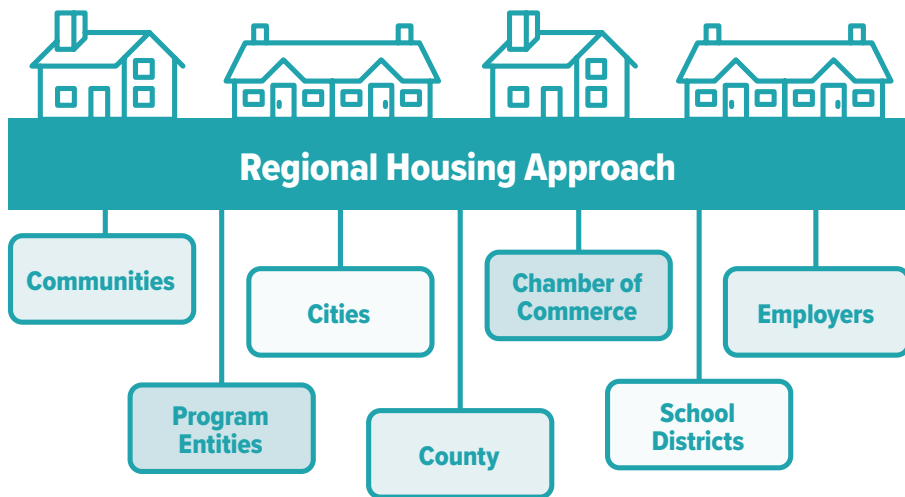 Regional Housing Approach
Communities
Program
Entities
Cities
County
Chamber of
Commerce
School
Districts
Employers